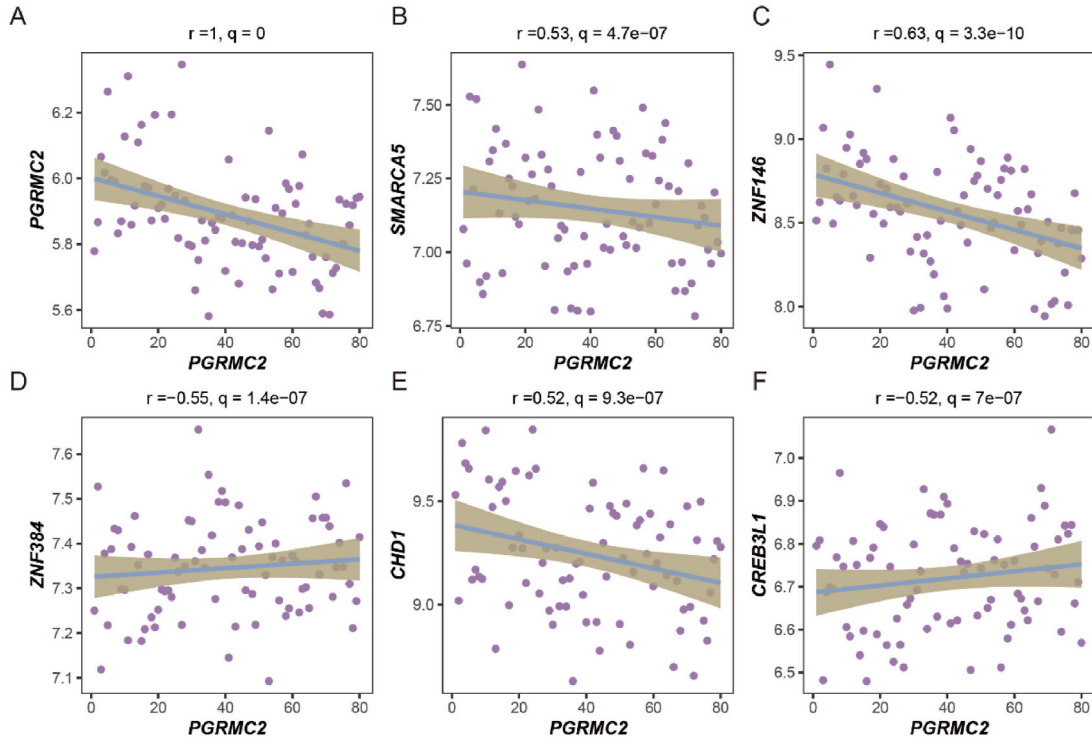 A
r =1, q = 0
PGRMC2
6.2
6.0
5.8
5.6
0 20 40 60 80
PGRMC2
B
r =0.53, q = 4.7e−07
SMARCA5
7.50
7.25
7.00
6.75
0 20 40 60 80
PGRMC2
C
r =0.63, q = 3.3e−10
ZNF146
9.5
9.0
8.5
8.0
0 20 40 60 80
PGRMC2
D
r =−0.55, q = 1.4e−07
ZNF384
7.6
7.5
7.4
7.3
7.2
7.1
0 20 40 60 80
PGRMC2
E
r =0.52, q = 9.3e−07
CHD1
9.5
9.0
0 20 40 60 80
PGRMC2
F
r =−0.52, q = 7e−07
CREB3L1
7.0
6.9
6.8
6.7
6.6
6.5
0 20 40 60 80
PGRMC2